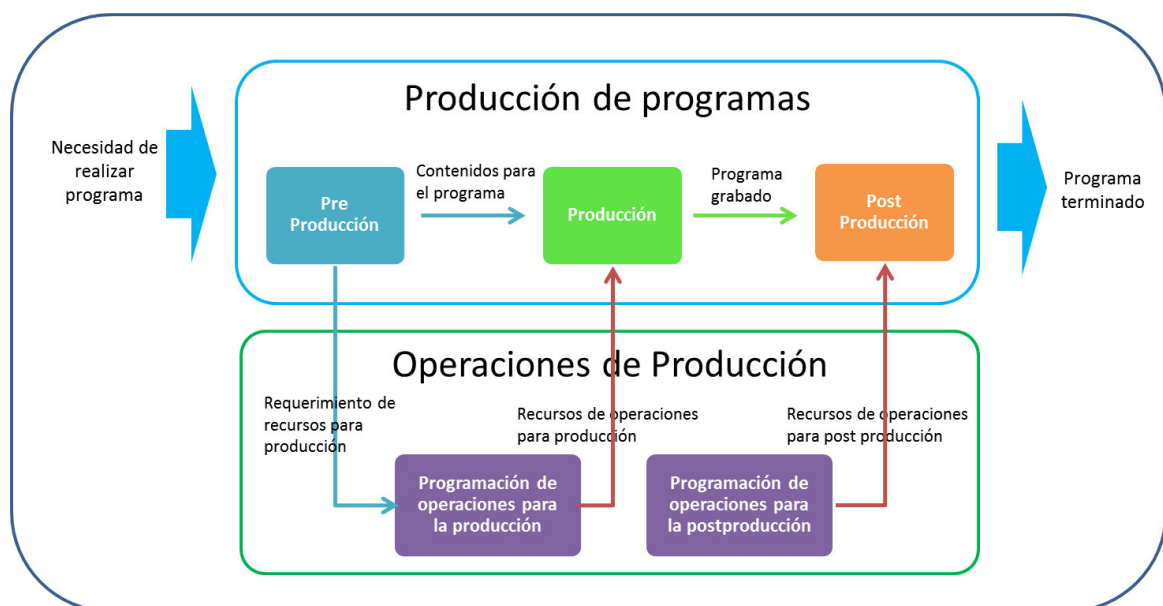 Producción de programas
Necesidad de
realizar
programa
Pre
Producción
Contenidos para
el programa
Producción
Programa
grabado
Post
Producción
Programa
terminado
Operaciones de Producción
Requerimiento de
recursos para
producción
Recursos de operaciones
para producción
Recursos de operaciones
para post producción
Programación de
operaciones para
la producción
Programación de
operaciones para
la postproducción